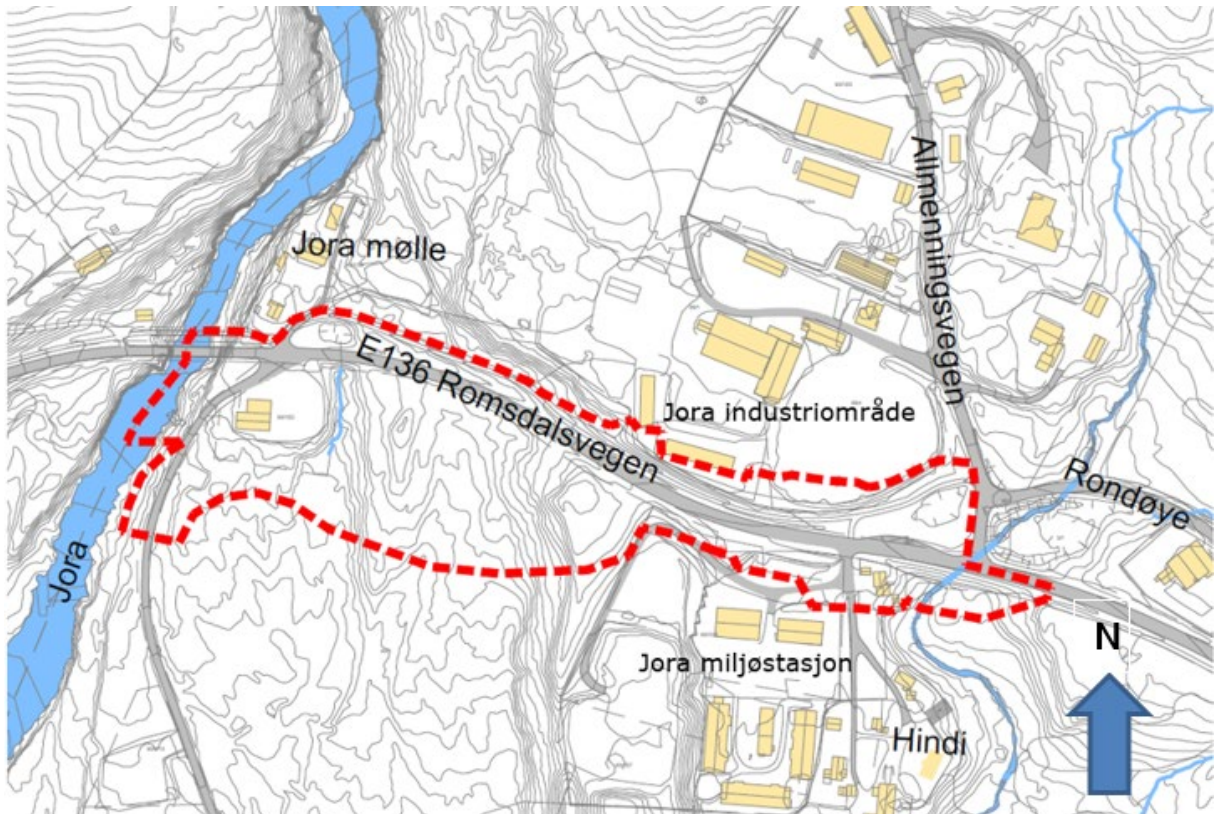 Jora mølle
Allmenningsvegen
E136 Romsdalsvegen
Jora industriområde
Rondøye
Jora
Jora miljøstasjon
N
Hindi